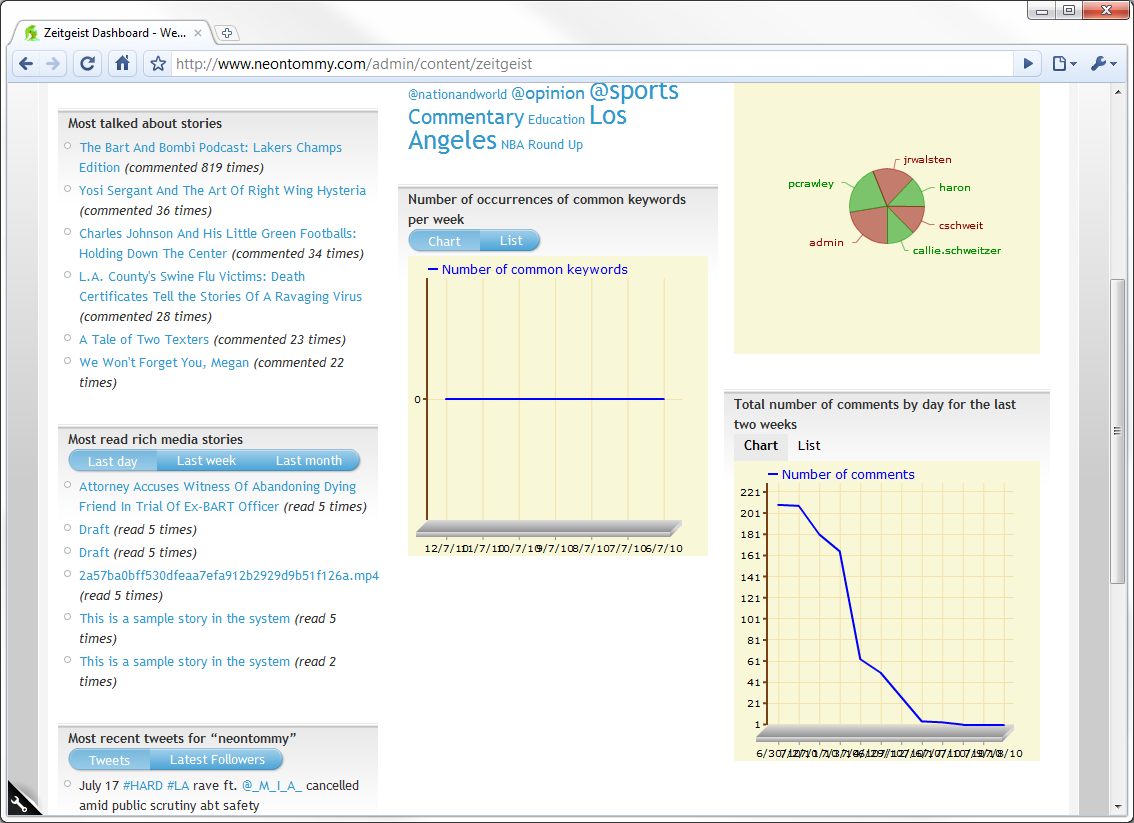 Zeitgeist Dashboard - We...
http://www.neontommy.com/admin/content/zeitgeist
Most talked about stories
The Bart And Bombi Podcast: Lakers Champs
Edition (commented 819 times)
Yosi Sergant And The Art Of Right Wing Hysteria
(commented 36 times)
Charles Johnson And His Little Green Footballs:
Holding Down The Center (commented 34 times)
L.A. County's Swine Flu Victims: Death
Certificates Tell the Stories Of A Ravaging Virus
(commented 28 times)
A Tale of Two Texters (commented 23 times)
We Won't Forget You, Megan (commented 22
times)
Most read rich media stories
Last day Last week Last month
Attorney Accuses Witness Of Abandoning Dying
Friend In Trial Of Ex-BART Officer (read 5 times)
Draft (read 5 times)
Draft (read 5 times)
2a57ba0bff530dfeaa7efa912b2929d9b51f126a.mp4
(read 5 times)
This is a sample story in the system (read 5
times)
This is a sample story in the system (read 2
times)
Most recent tweets for “neontommy”
Tweets Latest Followers
July 17 #HARD #LA rave ft. @_M_I_A_ cancelled
amid public scrutiny abt safety
@nationandworld @opinion @sports
Commentary Education Los
Angeles NBA Round Up
Number of occurrences of common keywords
per week
Chart List
Number of common keywords
0
12/7/10 11/7/10 10/7/10 9/7/10 8/7/10 7/7/10 6/7/10
jrwalsten
pcrawley
haron
cschweit
admin
callie.schweitzer
Total number of comments by day for the last
two weeks
Chart List
Number of comments
221
201
181
161
141
121
101
81
61
41
21
1